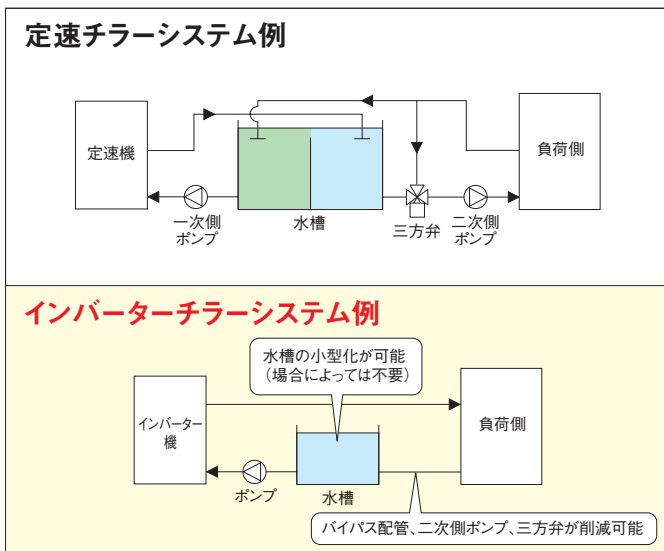 定速チラーシステム例
定速機
負荷側
一次側
ポンプ
水槽
三方弁
二次側
ポンプ
インバーターチラーシステム例
水槽の小型化が可能
（場合によっては不要）
インバーター
機
負荷側
ポンプ
水槽
バイパス配管、二次側ポンプ、三方弁が削減可能